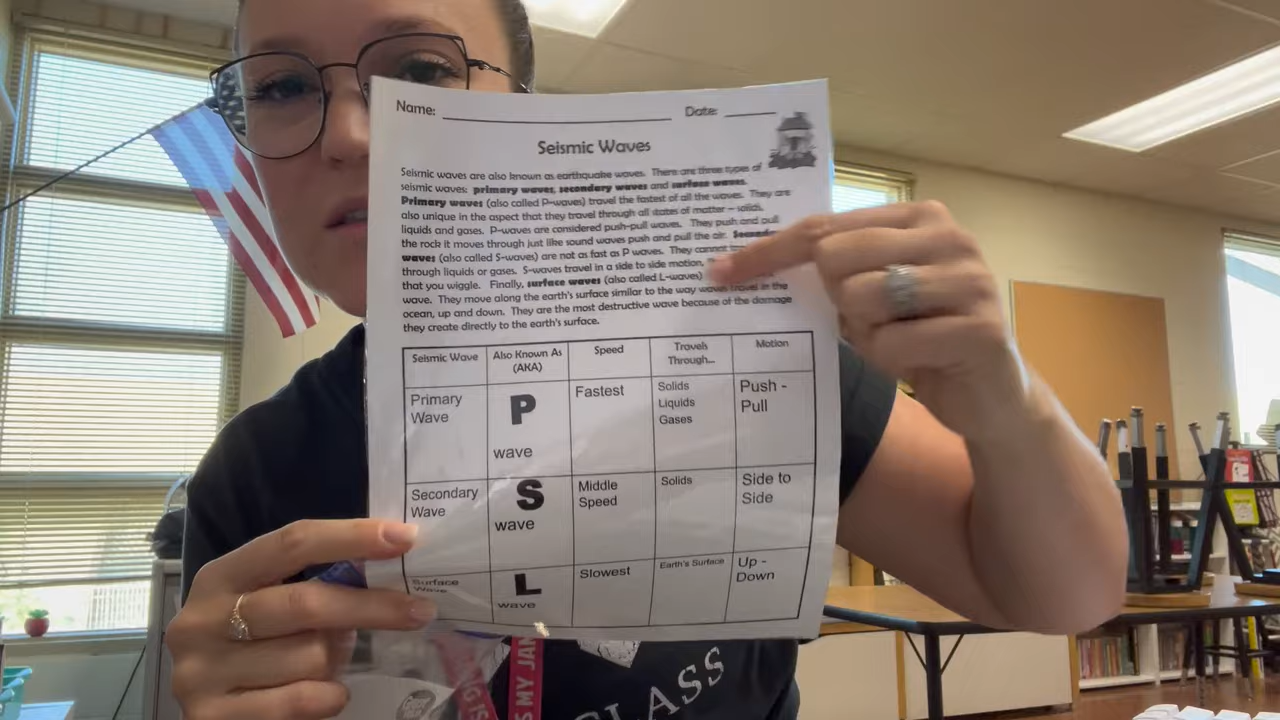 Name: Date:
Seismic Waves
Seismic waves are also known as earthquake waves. There are three types of
seismic waves: primary waves, secondary waves and surface waves.
Primary waves (also called P-waves) travel the fastest of all the waves. They are
also unique in the aspect that they travel through all states of matter – solids,
liquids and gases. P-waves are considered push-pull waves. They push and pull
the rock it moves through just like sound waves push and pull the air.
waves (also called S-waves) are not as fast as P waves. They cannot
through liquids or gases. S-waves travel in a side to side motion,
that you wiggle. Finally, surface waves (also called L-waves)
wave. They move along the earth's surface similar to the way waves travel in the
ocean, up and down. They are the most destructive wave because of the damage
they create directly to the earth's surface.
Seismic Wave Also Known As (AKA) Speed Travels Through... Motion
Primary Wave P wave Fastest Solids Liquids Gases Push - Pull
Secondary Wave S wave Middle Speed Solids Side to Side
Surface Wave L wave Slowest Earth's Surface Up - Down
S MY JAM
CLASS